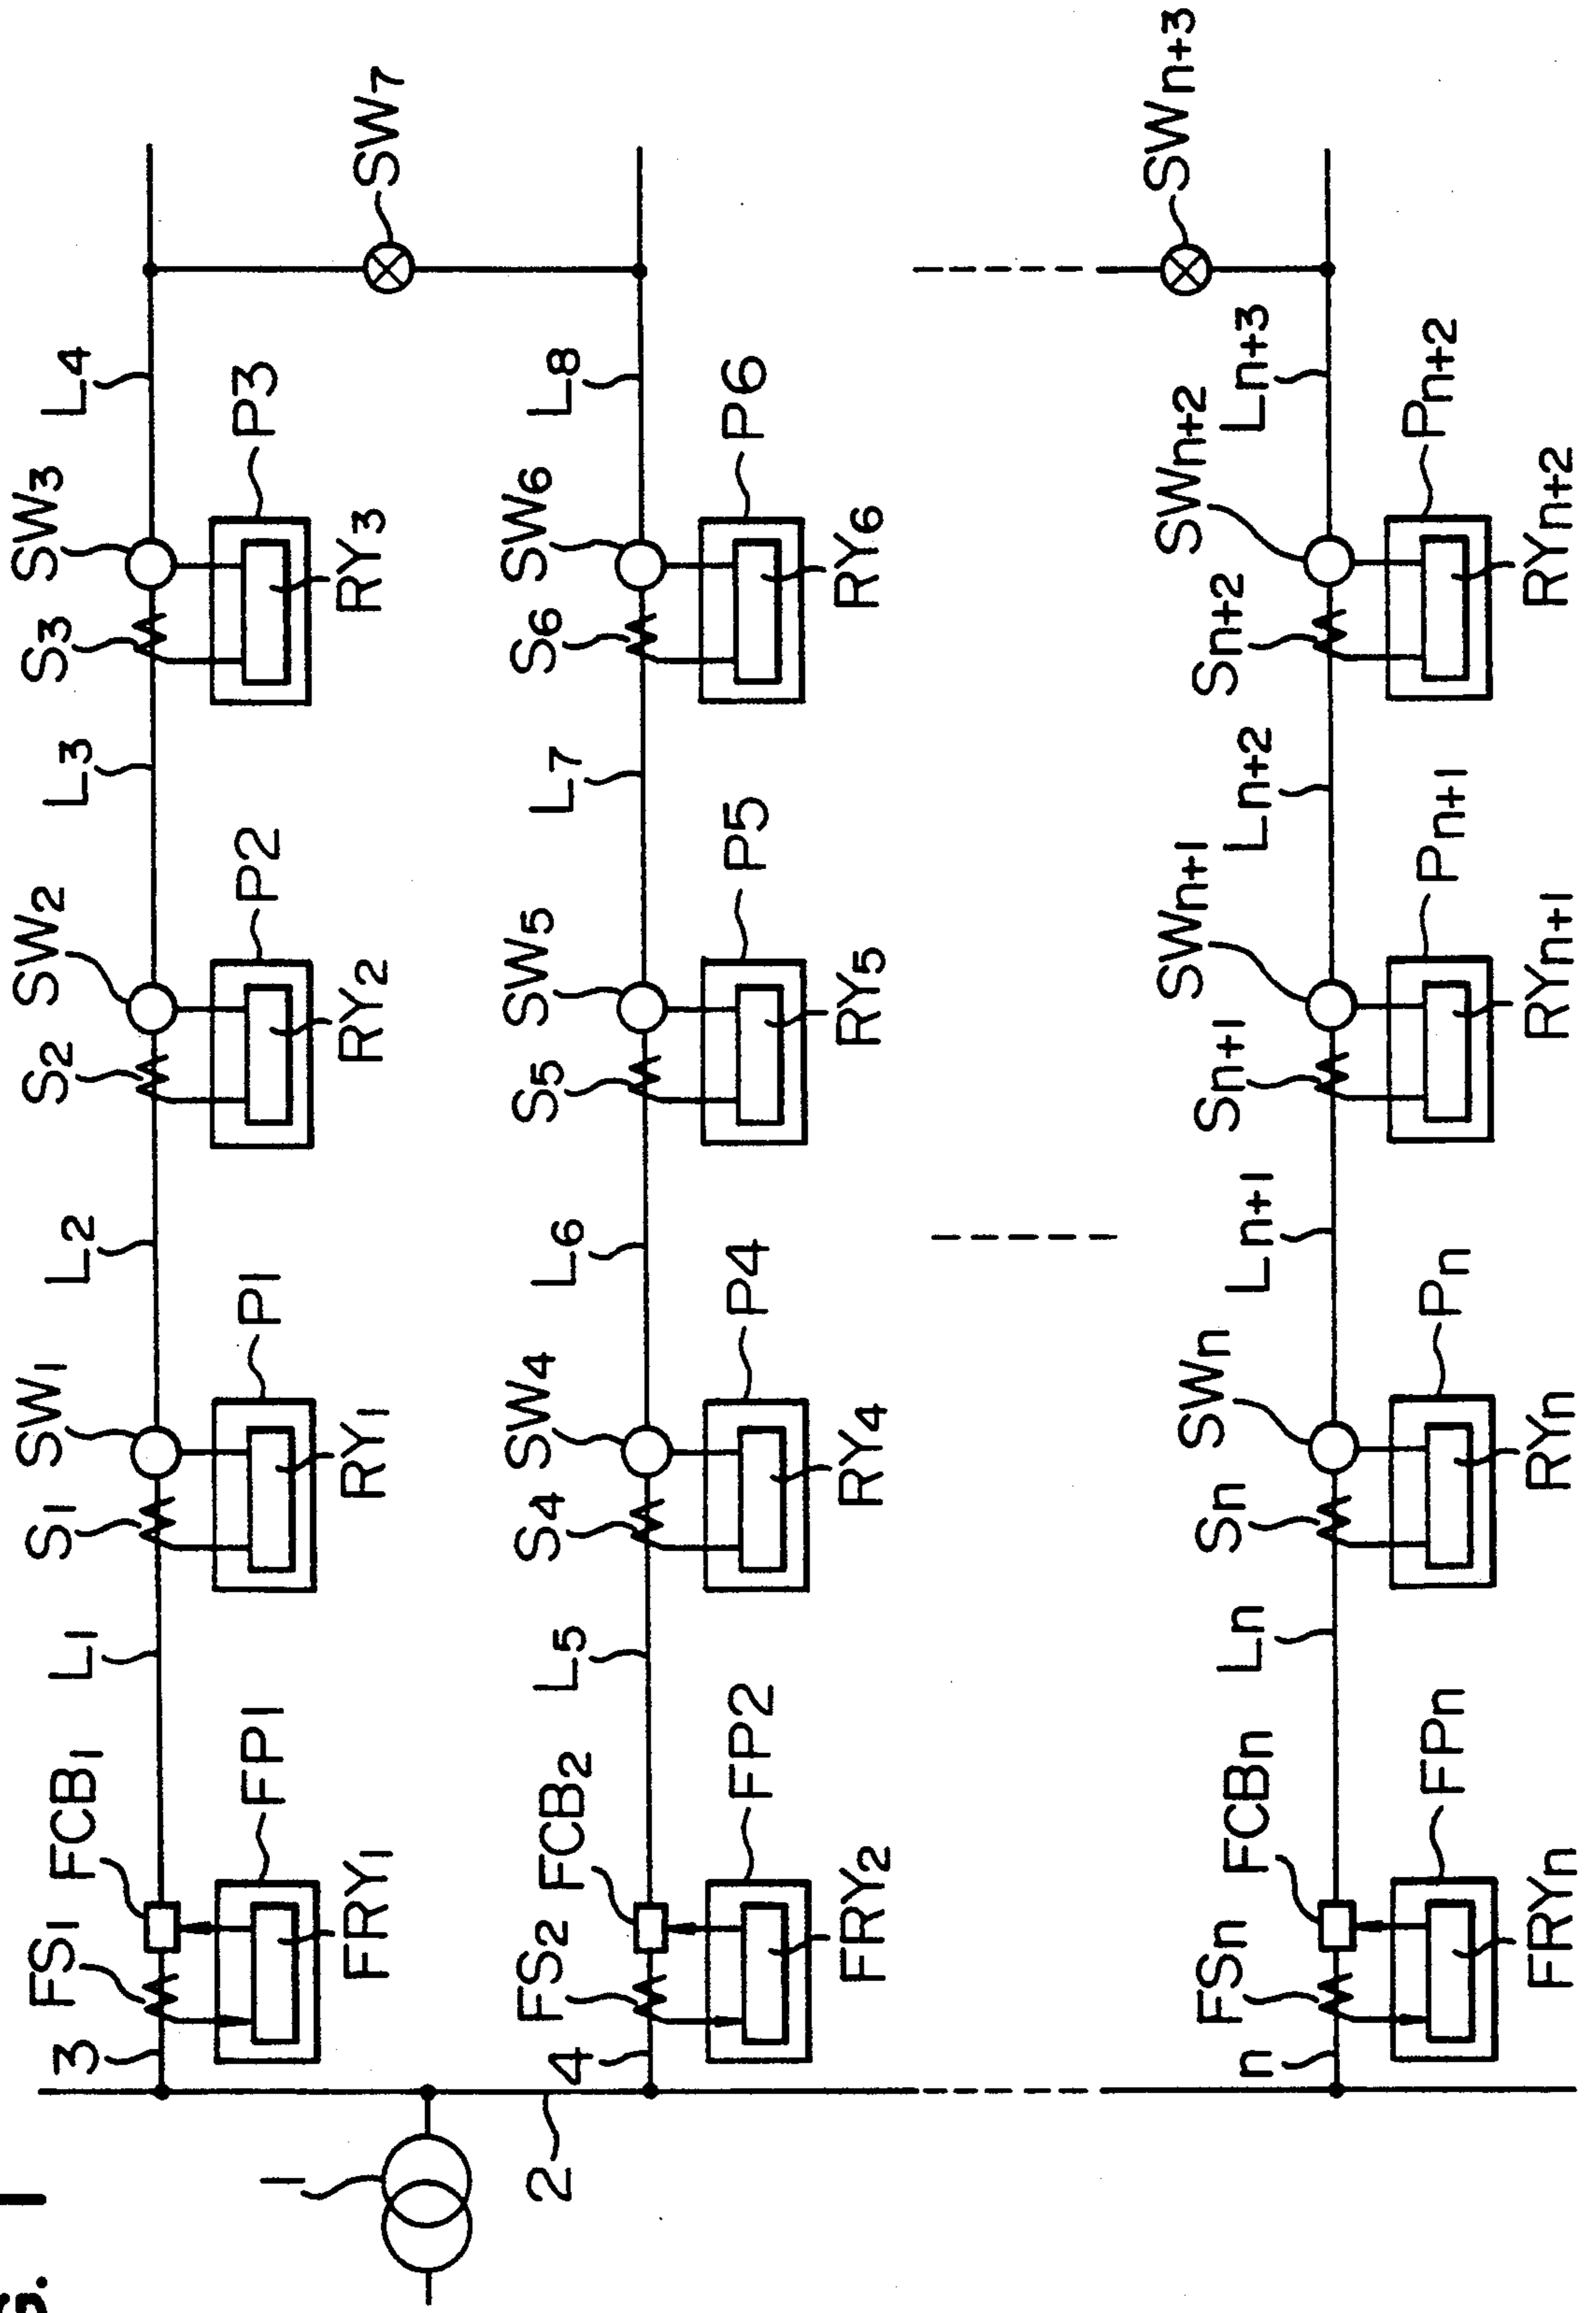 G. 1
1
2
3
FS1
FCB1
FP1
FRY1
L1
S1
SW1
P1
RY1
L2
S2
SW2
P2
RY2
L3
S3
SW3
P3
RY3
L4
SW7
4
FS2
FCB2
FP2
FRY2
L5
S4
SW4
P4
RY4
L6
S5
SW5
P5
RY5
L7
S6
SW6
P6
RY6
L8
SWn+3
n
FSn
FCBn
FPn
FRYn
Ln
Sn
SWn
Pn
RYn
Ln+1
Sn+1
SWn+1
Pn+1
RYn+1
Ln+2
Sn+2
SWn+2
Pn+2
RYn+2
Ln+3